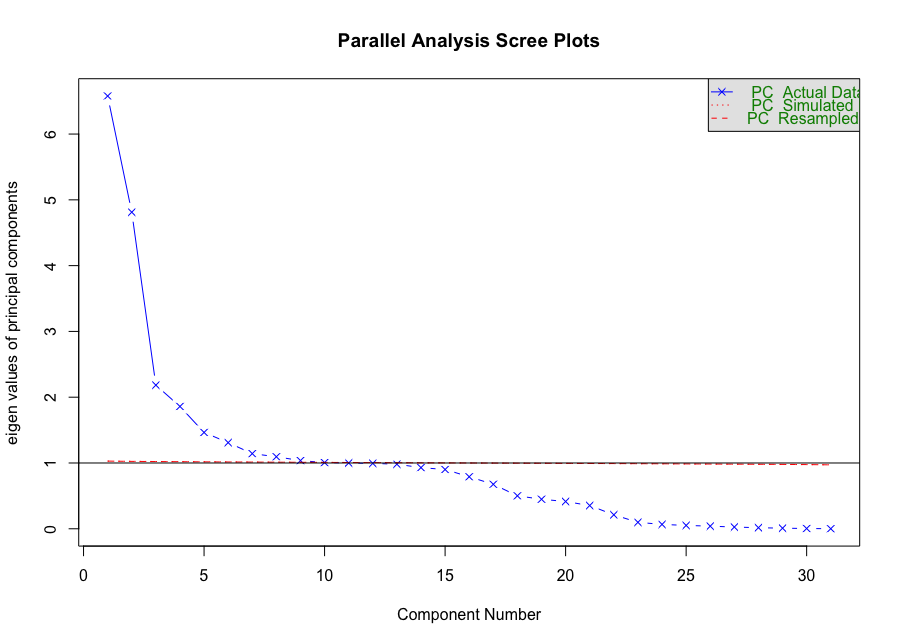 Parallel Analysis Scree Plots
PC Actual Data
PC Simulated
PC Resampled
eigen values of principal components
6
5
4
3
2
1
0
0 5 10 15 20 25 30
Component Number